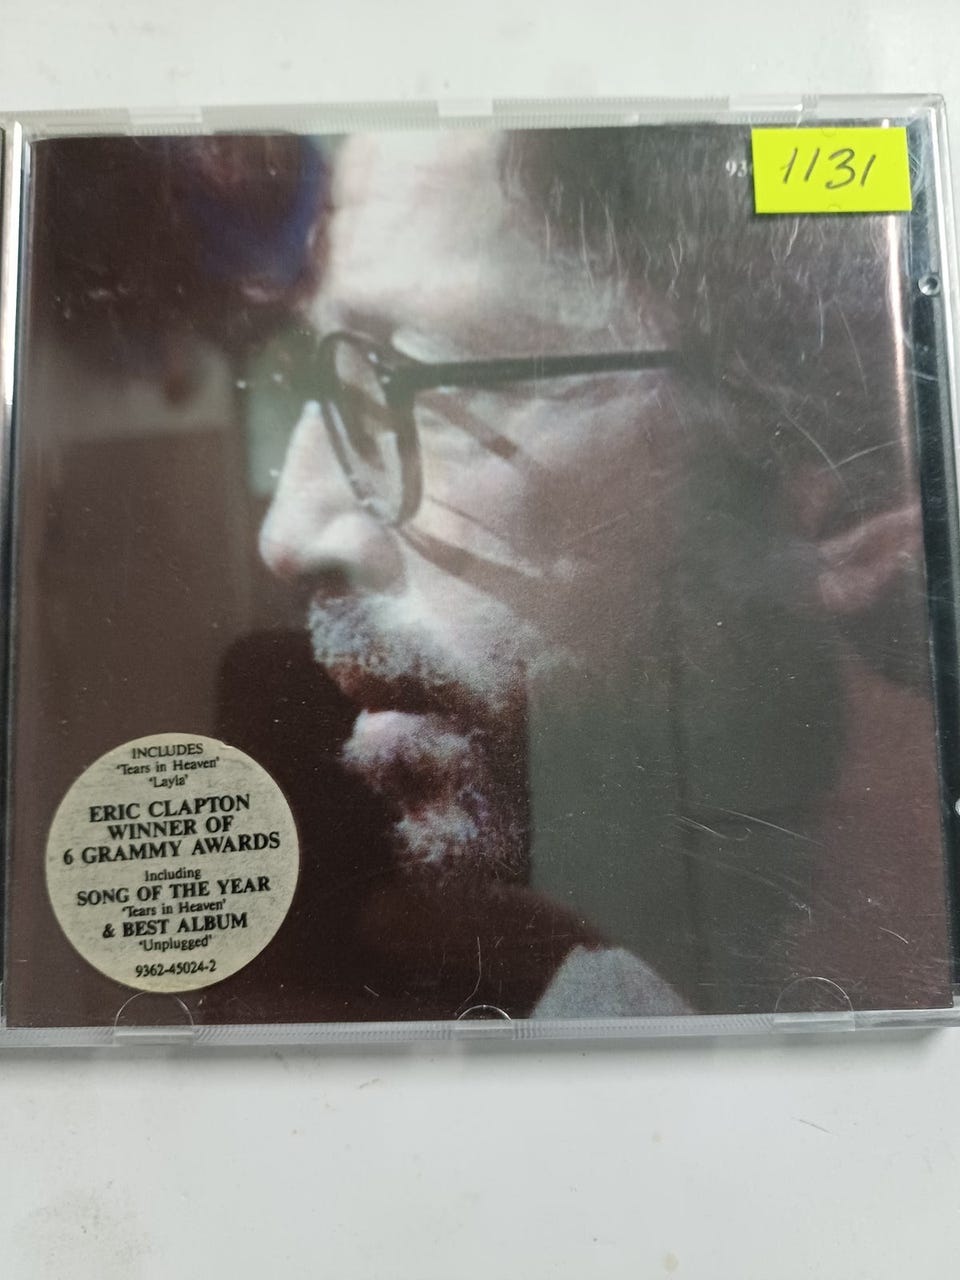 1131
INCLUDES
'Tears in Heaven'
'Layla'
ERIC CLAPTON
WINNER OF
6 GRAMMY AWARDS
Including
SONG OF THE YEAR
'Tears in Heaven'
& BEST ALBUM
'Unplugged'
9362-45024-2